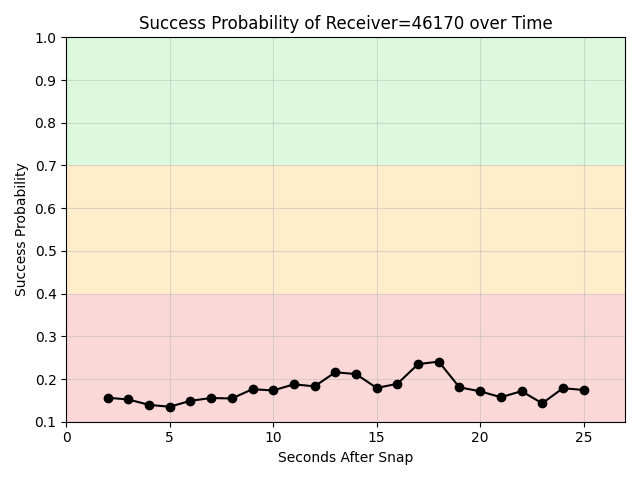 Success Probability of Receiver=46170 over Time
1.0
0.9
0.8
0.7
0.6
0.5
0.4
0.3
0.2
0.1
Success Probability
0 5 10 15 20 25
Seconds After Snap